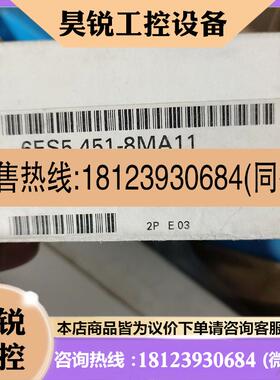 昊锐工控设备
6ES5 451-8MA11
售热线:18123930684(同
2P E 03
锐
本店商品皆为议价下单请咨询客服
工控
咨询热线:18123930684 (微